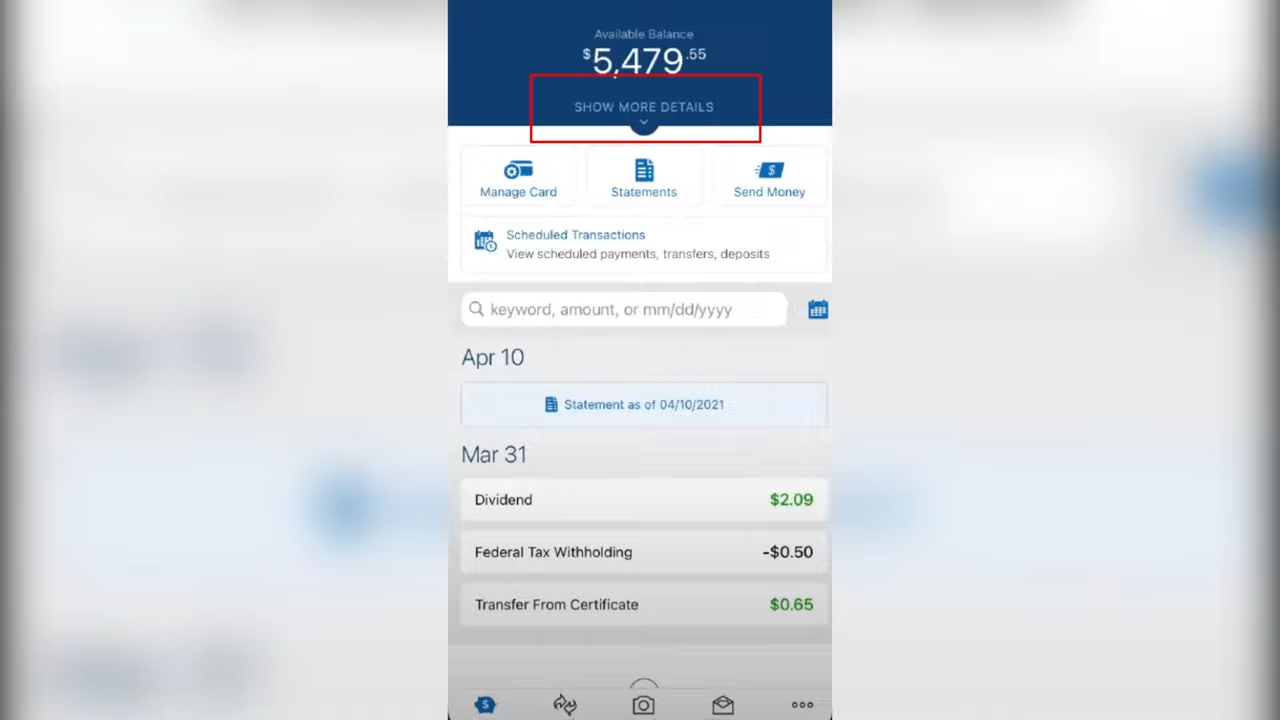 Available Balance
$5,479.55
SHOW MORE DETAILS
Manage Card
Statements
Send Money
Scheduled Transactions
View scheduled payments, transfers, deposits
keyword, amount, or mm/dd/yyyy
Apr 10
Statement as of 04/10/2021
Mar 31
Dividend $2.09
Federal Tax Withholding -$0.50
Transfer From Certificate $0.65